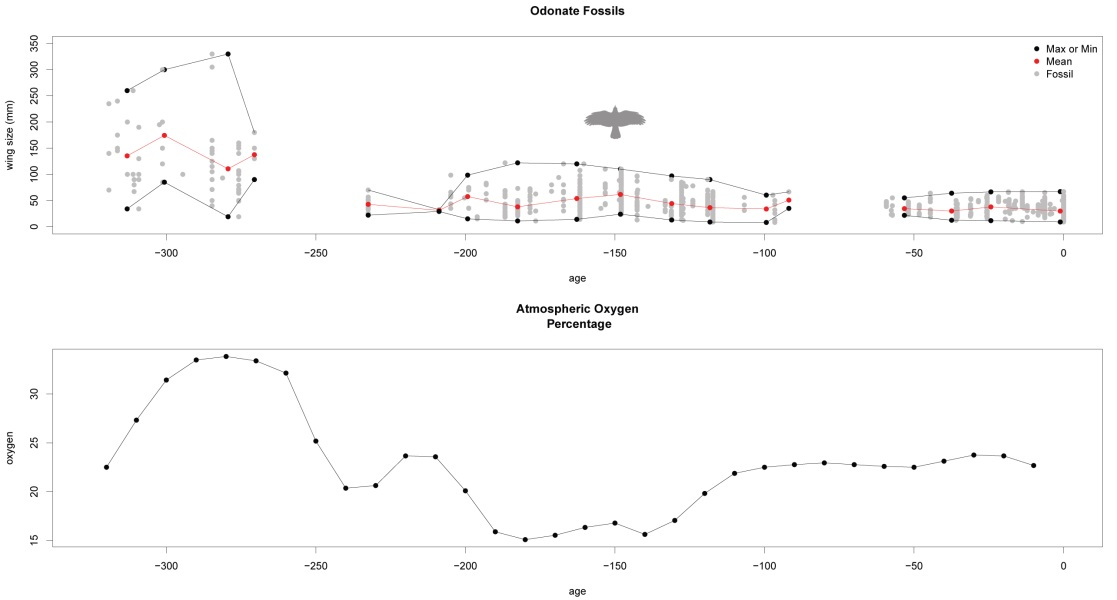 Odonate Fossils
wing size (mm)
350
300
250
200
150
100
50
0
Max or Min
Mean
Fossil
−300
−250
−200
−150
−100
−50
0
age
Atmospheric Oxygen
Percentage
oxygen
30
25
20
15
−300
−250
−200
−150
−100
−50
0
age